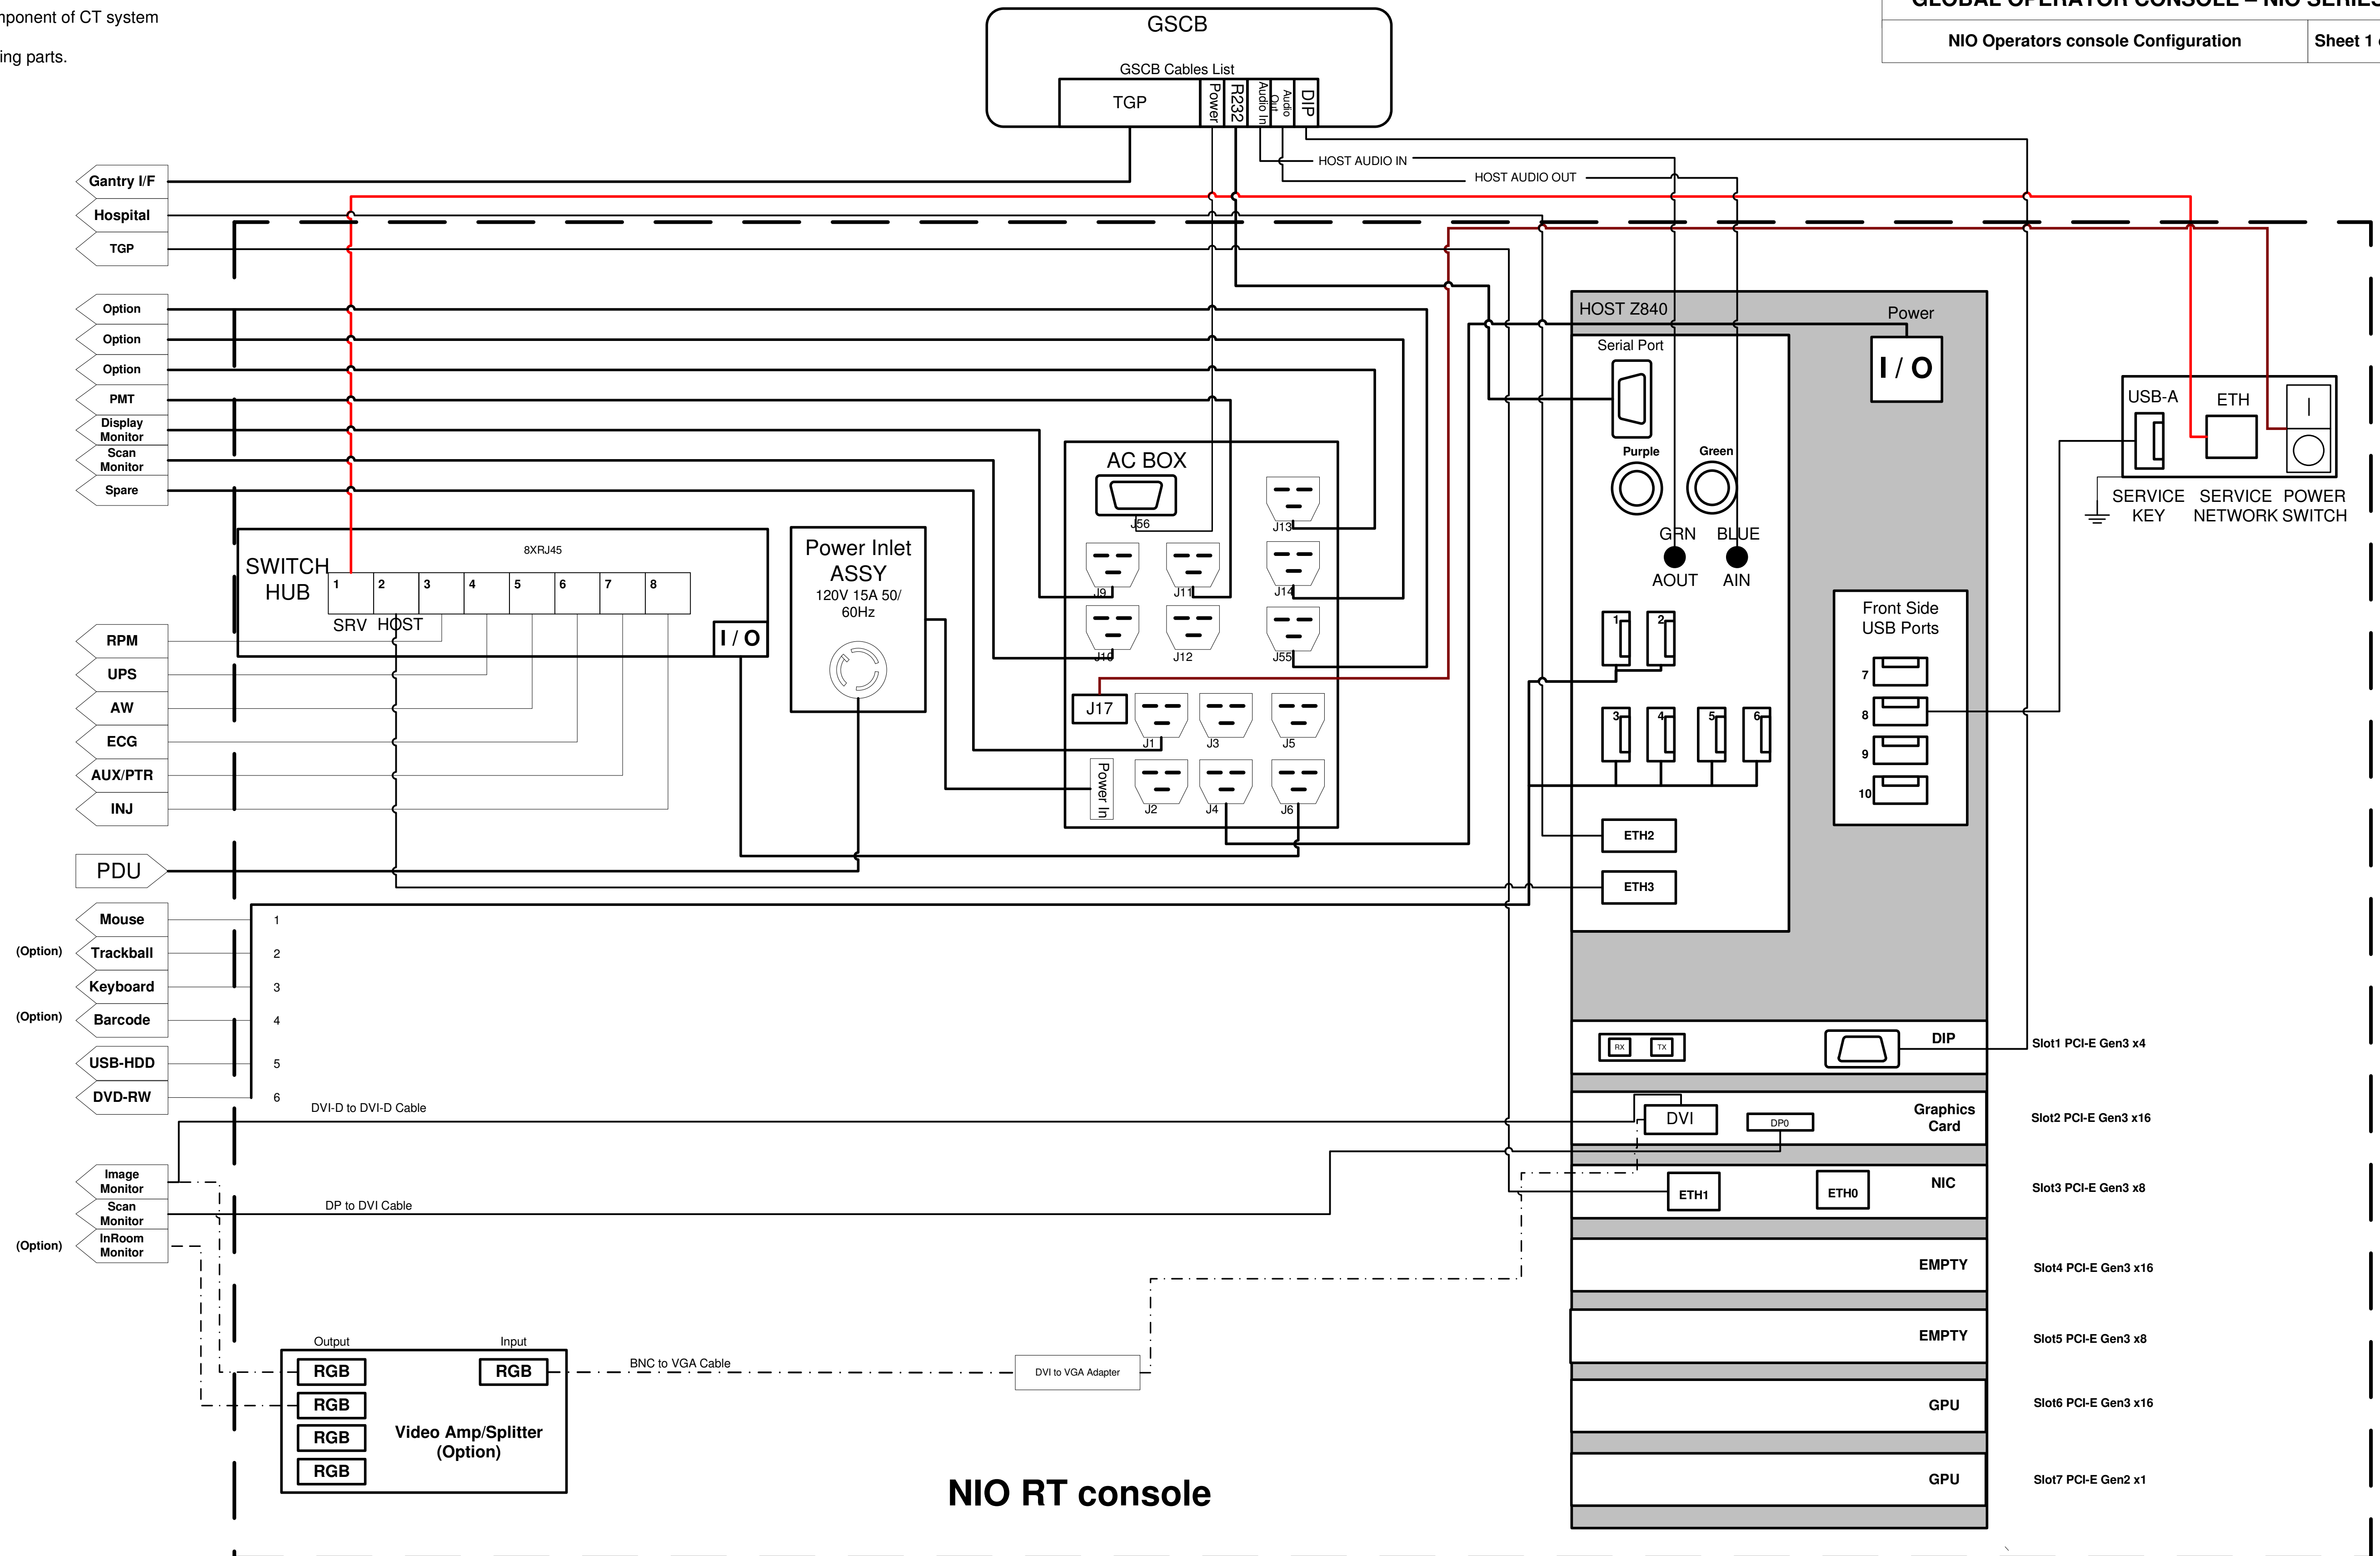 mponent of CT system
ing parts.
GLOBAL OPERATOR CONSOLE – NIO SERIES
NIO Operators console Configuration
Sheet 1
GSCB
GSCB Cables List
TGP
Power
R232
Audio In
Audio
Out
DIP
HOST AUDIO IN
HOST AUDIO OUT
Gantry I/F
Hospital
TGP
Option
Option
Option
PMT
Display
Monitor
Scan
Monitor
Spare
SWITCH
HUB
8XRJ45
1 2 3 4 5 6 7 8
SRV HOST
I / O
RPM
UPS
AW
ECG
AUX/PTR
INJ
PDU
Power Inlet
ASSY
120V 15A 50/
60Hz
AC BOX
J56
J13
J9
J11
J14
J10
J12
J55
J17
J1
J3
J5
Power In
J2
J4
J6
HOST Z840
Power
I / O
Serial Port
Purple
Green
GRN
BLUE
AOUT
AIN
1
2
3
4
5
6
ETH2
ETH3
Front Side
USB Ports
7
8
9
10
USB-A
ETH
SERVICE
KEY
SERVICE
NETWORK
POWER
SWITCH
Mouse
1
(Option)
Trackball
2
Keyboard
3
(Option)
Barcode
4
USB-HDD
5
DVD-RW
6
DVI-D to DVI-D Cable
Image
Monitor
Scan
Monitor
DP to DVI Cable
(Option)
InRoom
Monitor
RX
TX
DIP
Slot1 PCI-E Gen3 x4
DVI
DP0
Graphics
Card
Slot2 PCI-E Gen3 x16
ETH1
ETH0
NIC
Slot3 PCI-E Gen3 x8
EMPTY
Slot4 PCI-E Gen3 x16
EMPTY
Slot5 PCI-E Gen3 x8
GPU
Slot6 PCI-E Gen3 x16
GPU
Slot7 PCI-E Gen2 x1
Output
Input
RGB
RGB
RGB
RGB
RGB
Video Amp/Splitter
(Option)
BNC to VGA Cable
DVI to VGA Adapter
NIO RT console